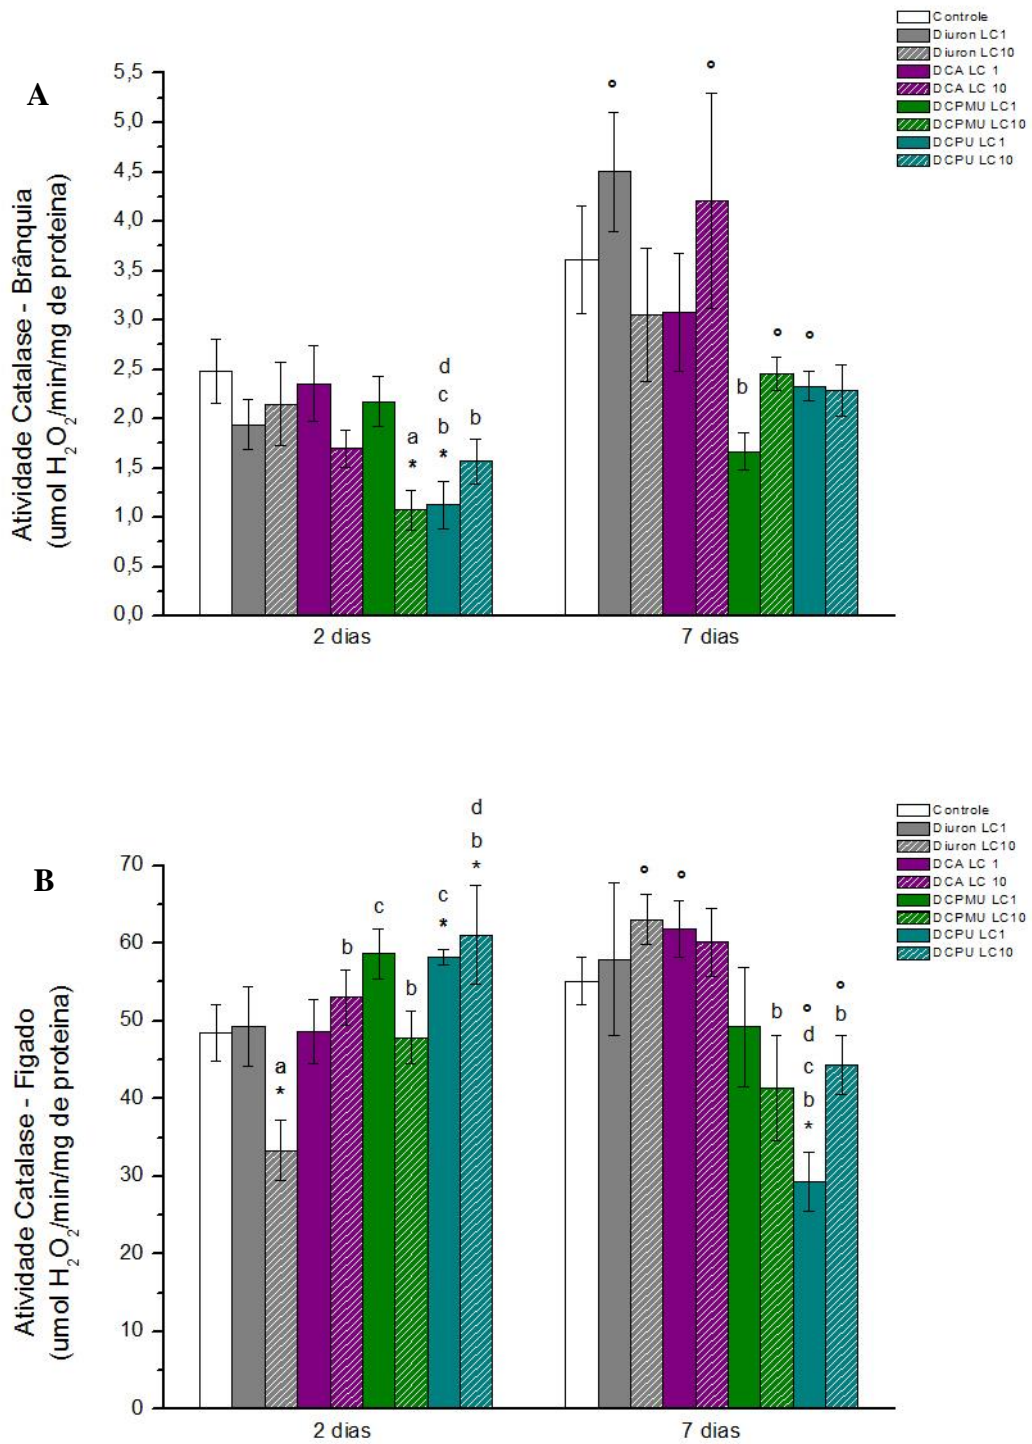 A
Atividade Catalase - Brânquia
(umol H₂O₂/min/mg de proteina)
5,5
5,0
4,5
4,0
3,5
3,0
2,5
2,0
1,5
1,0
0,5
0,0
a
*
d
c
b
*
b
°
°
b
°
°
2 dias
7 dias
Controle
Diuron LC1
Diuron LC10
DCA LC 1
DCA LC 10
DCPMU LC1
DCPMU LC10
DCPU LC1
DCPU LC10
B
Atividade Catalase - Figado
(umol H₂O₂/min/mg de proteina)
70
60
50
40
30
20
10
0
a
*
b
c
b
c
*
d
b
*
°
°
b
°
d
c
b
*
°
b
2 dias
7 dias
Controle
Diuron LC1
Diuron LC10
DCA LC 1
DCA LC 10
DCPMU LC1
DCPMU LC10
DCPU LC1
DCPU LC10